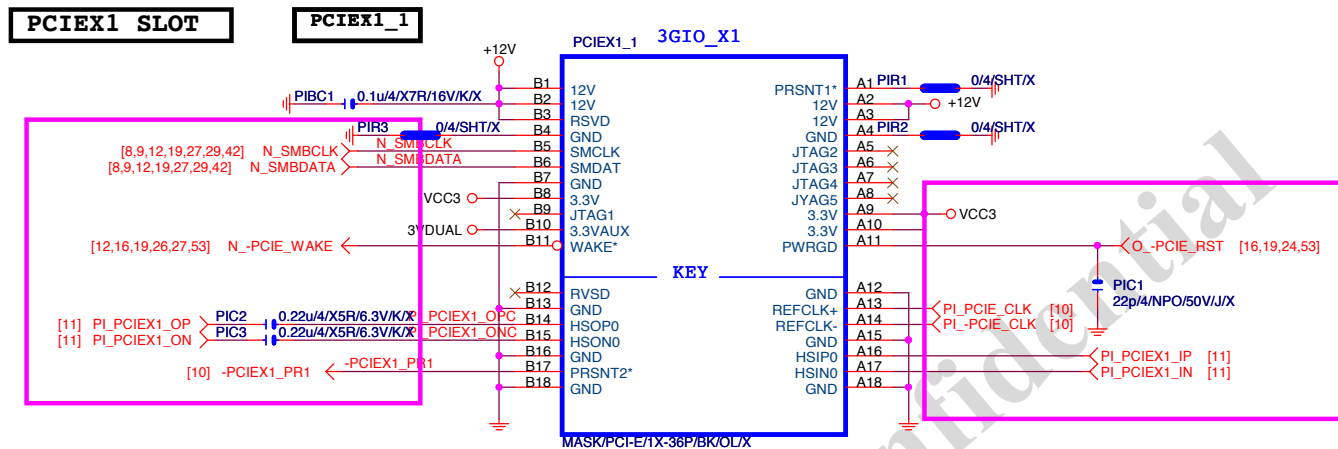 PCIEX1 SLOT
PCIEX1_1
PCIEX1_1 3GIO_X1
+12V
PIBC1 0.1u/4/X7R/16V/K/X
B1 12V
B2 12V
B3 RSVD
PIR3 0/4/SHT/X B4 GND
[8,9,12,19,27,29,42] N_SMBCLK N_SMBCLK B5 SMCLK
[8,9,12,19,27,29,42] N_SMBDATA N_SMBDATA B6 SMDAT
B7 GND
VCC3 B8 3.3V
B9 JTAG1
3VDUAL B10 3.3VAUX
[12,16,19,26,27,53] N_-PCIE_WAKE B11 WAKE*
KEY
B12 RVSD
B13 GND
[11] PI_PCIEX1_OP PIC2 0.22u/4/X5R/6.3V/K/X PI_PCIEX1_OPC B14 HSOP0
[11] PI_PCIEX1_ON PIC3 0.22u/4/X5R/6.3V/K/X PI_PCIEX1_ONC B15 HSON0
B16 GND
[10] -PCIEX1_PR1 -PCIEX1_PR1 B17 PRSNT2*
B18 GND
PRSNT1* A1 PIR1 0/4/SHT/X
12V A2 +12V
12V A3
GND A4 PIR2 0/4/SHT/X
JTAG2 A5
JTAG3 A6
JTAG4 A7
JYAG5 A8
3.3V A9 VCC3
3.3V A10
PWRGD A11 O_-PCIE_RST [16,19,24,53]
PIC1
22p/4/NPO/50V/J/X
GND A12
REFCLK+ A13 PI_PCIE_CLK [10]
REFCLK- A14 PI_-PCIE_CLK [10]
GND A15
HSIP0 A16 PI_PCIEX1_IP [11]
HSIN0 A17 PI_PCIEX1_IN [11]
GND A18
MASK/PCI-E/1X-36P/BK/OL/X
nfidential